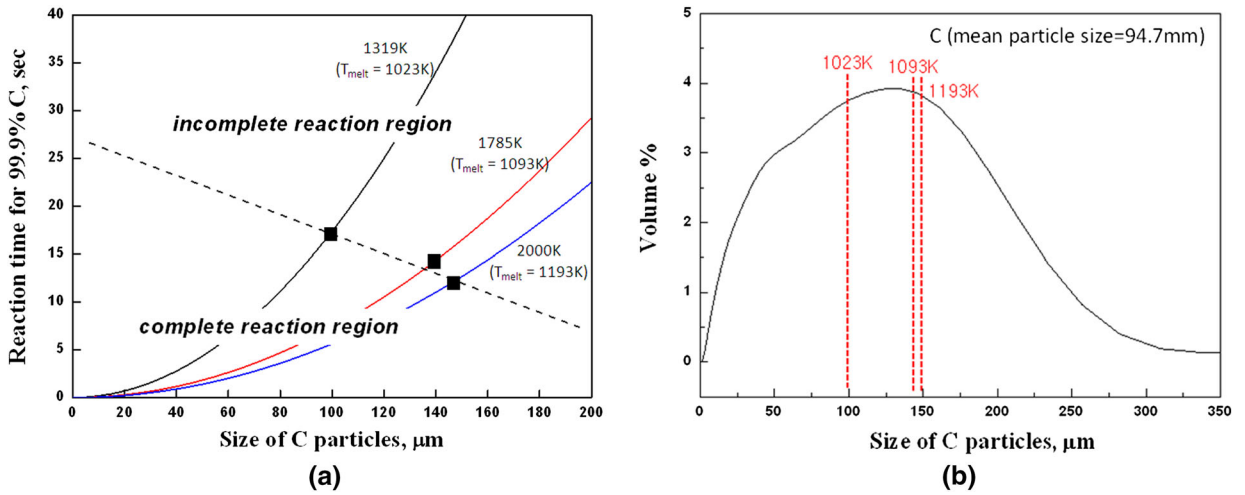 Reaction time for 99.9% C, sec
40
35
30
25
20
15
10
5
0
1319K
(Tmelt = 1023K)
incomplete reaction region
1785K
(Tmelt = 1093K)
2000K
(Tmelt = 1193K)
complete reaction region
0 20 40 60 80 100 120 140 160 180 200
Size of C particles, μm
(a)
Volume %
5
4
3
2
1
0
C (mean particle size=94.7mm)
1023K
1093K
1193K
0 50 100 150 200 250 300 350
Size of C particles, μm
(b)